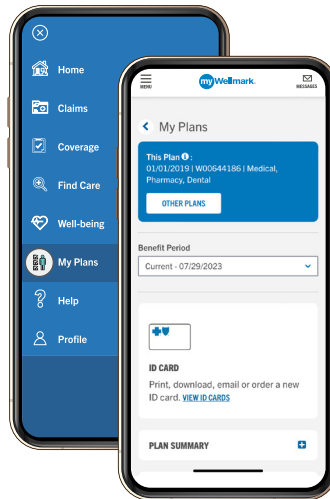 Home
Claims
Coverage
Find Care
Well-being
My Plans
Help
Profile
MENU
myWellmark.
MESSAGES
My Plans
This Plan :
01/01/2019 | W00644186 | Medical,
Pharmacy, Dental
OTHER PLANS
Benefit Period
Current - 07/29/2023
ID CARD
Print, download, email or order a new
ID card. VIEW ID CARDS
PLAN SUMMARY